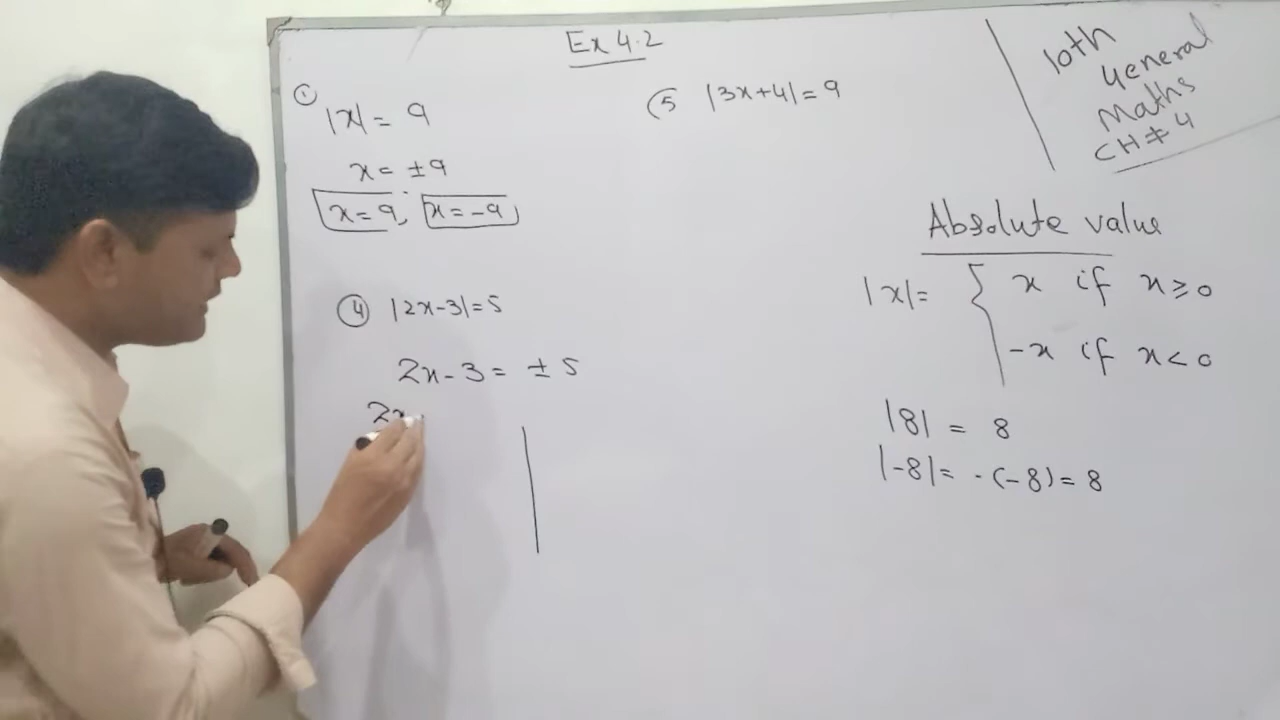 Ex 4.2
① |x| = 9
x = ±9
x = 9, x = -9
④ |2x-3|=5
2x-3 = ±5
2x
(5 |3x+4|=9
10th
General
Maths
CH # 4
Absolute value
|x|= { x if x ≥ 0
-x if x < 0
|8| = 8
|-8|= -(-8) = 8